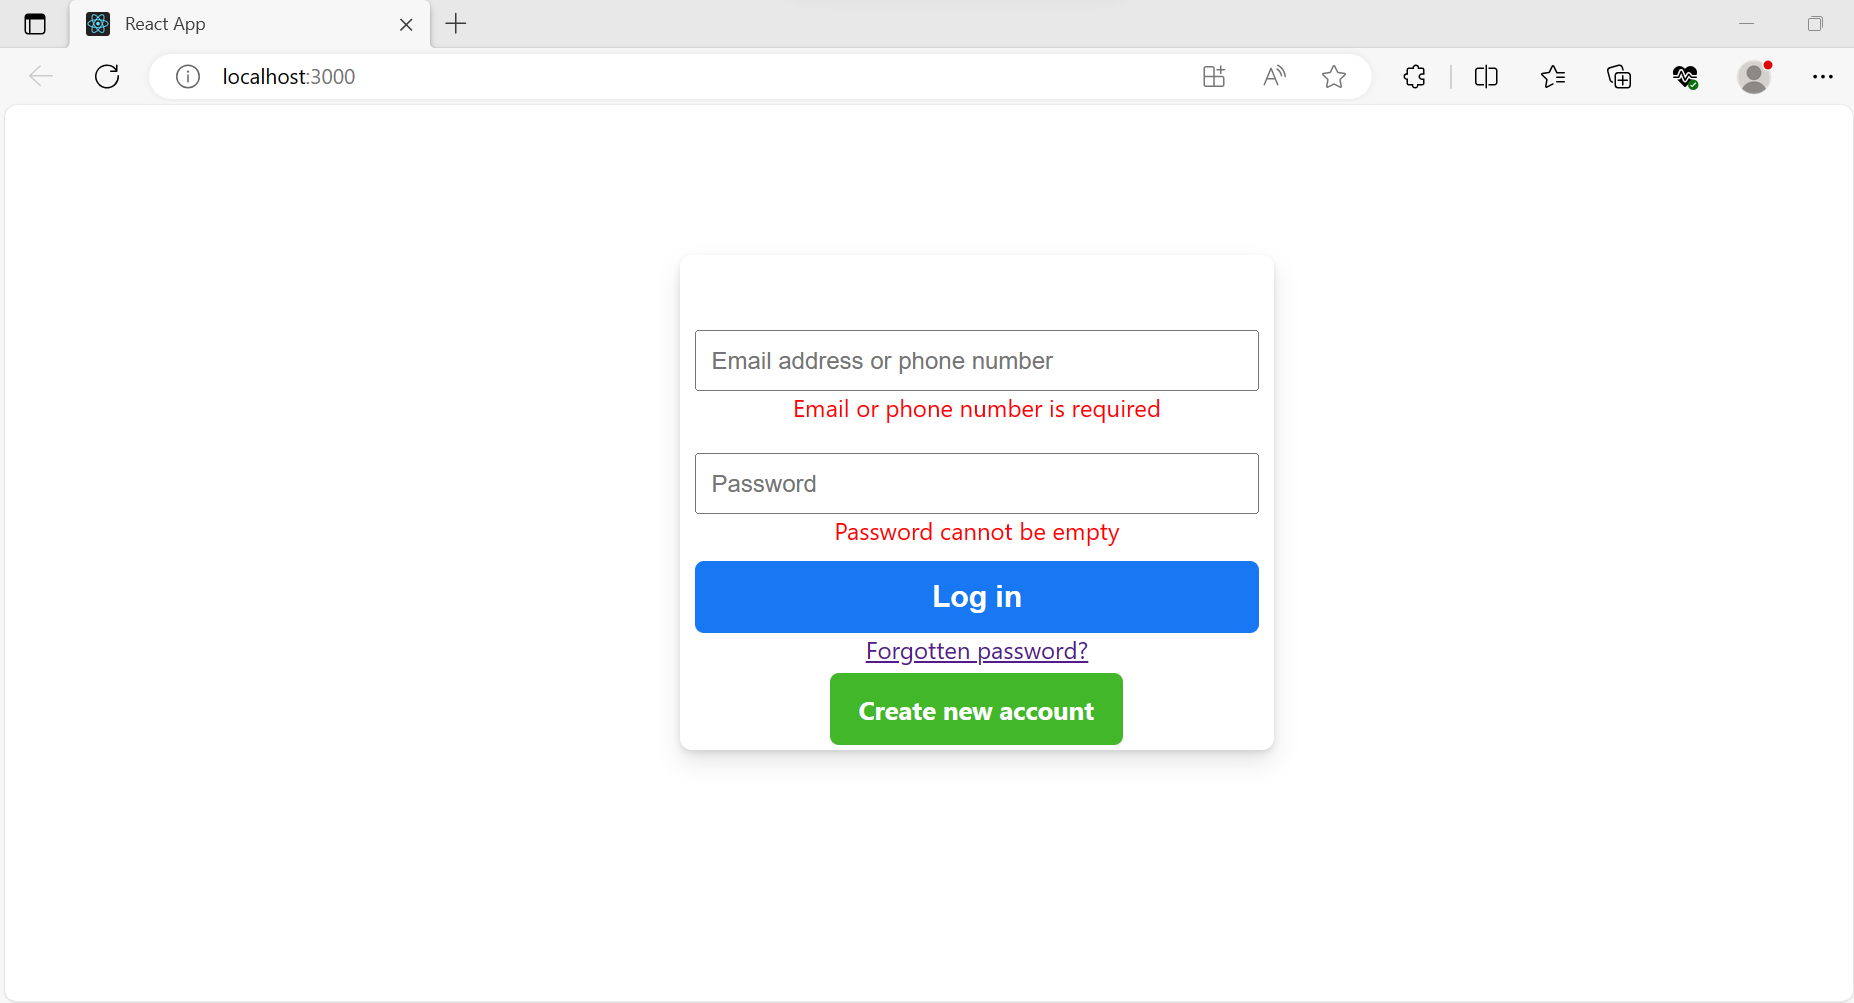 React App
localhost:3000
Email address or phone number
Email or phone number is required
Password
Password cannot be empty
Log in
Forgotten password?
Create new account